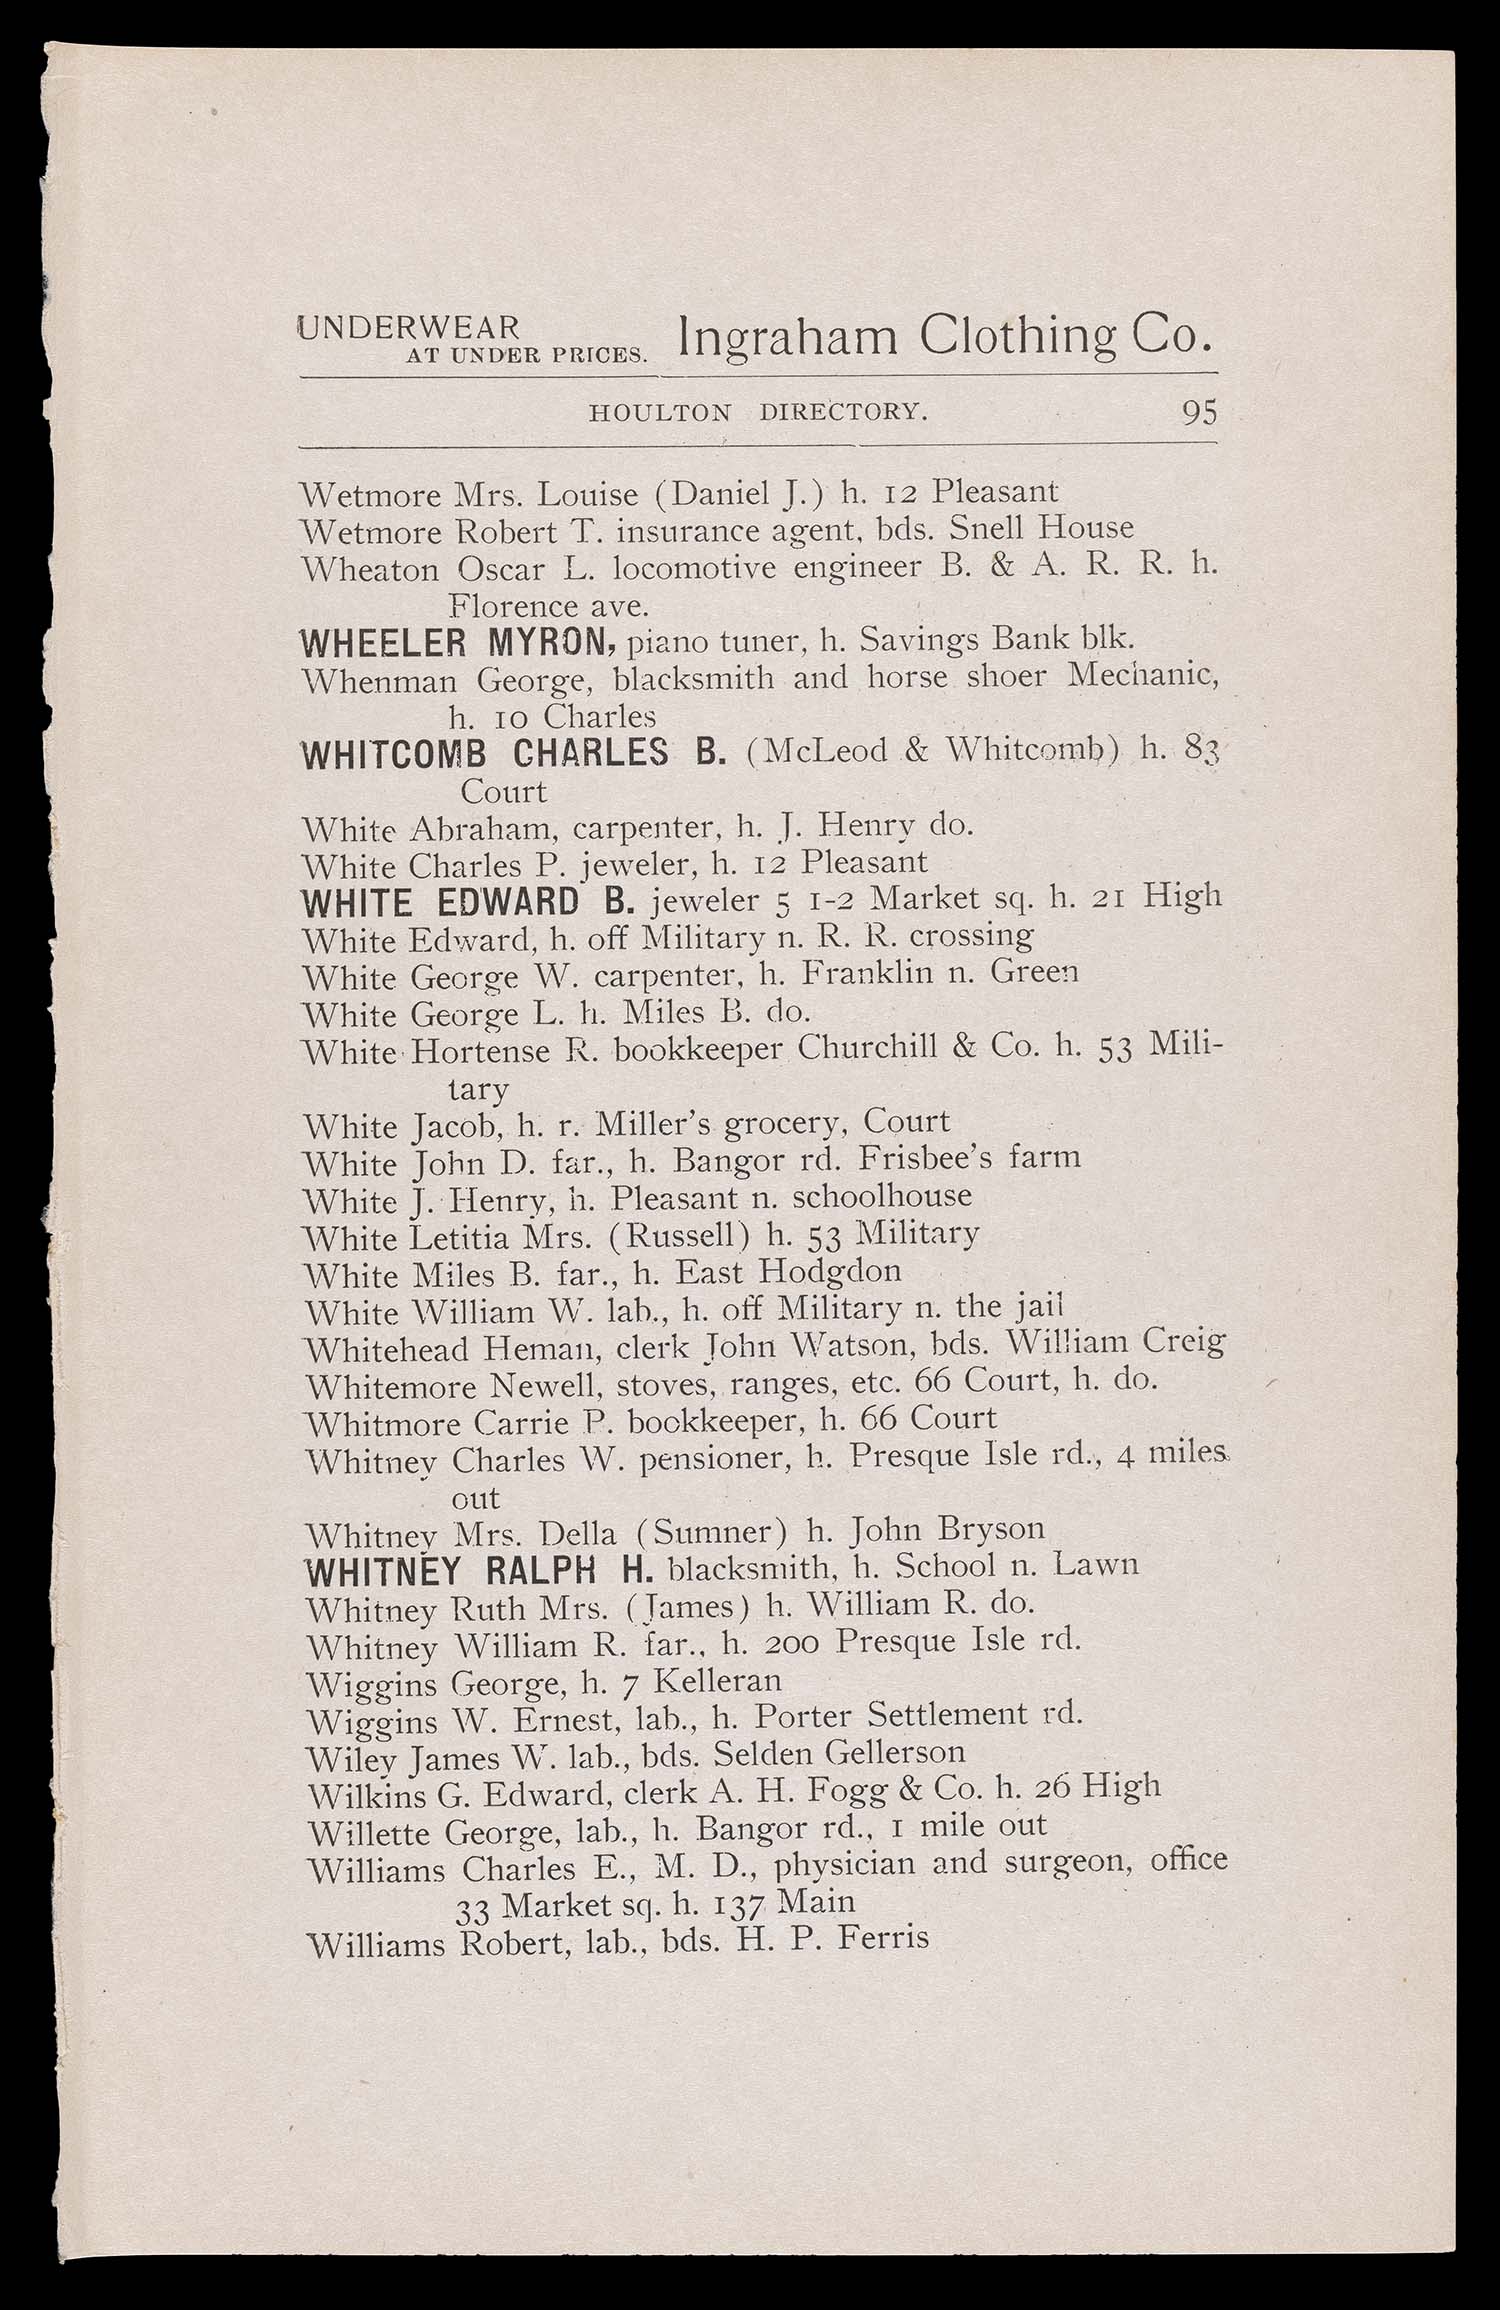 UNDERWEAR
AT UNDER PRICES. Ingraham Clothing Co.
HOULTON DIRECTORY. 95
Wetmore Mrs. Louise (Daniel J.) h. 12 Pleasant
Wetmore Robert T. insurance agent, bds. Snell House
Wheaton Oscar L. locomotive engineer B. & A. R. R. h.
Florence ave.
WHEELER MYRON, piano tuner, h. Savings Bank blk.
Whenman George, blacksmith and horse shoer Mechanic,
h. 10 Charles
WHITCOMB CHARLES B. (McLeod & Whitcomb) h. 83
Court
White Abraham, carpenter, h. J. Henry do.
White Charles P. jeweler, h. 12 Pleasant
WHITE EDWARD B. jeweler 5 1-2 Market sq. h. 21 High
White Edward, h. off Military n. R. R. crossing
White George W. carpenter, h. Franklin n. Green
White George L. h. Miles B. do.
White Hortense R. bookkeeper Churchill & Co. h. 53 Mili-
tary
White Jacob, h. r. Miller's grocery, Court
White John D. far., h. Bangor rd. Frisbee's farm
White J. Henry, h. Pleasant n. schoolhouse
White Letitia Mrs. (Russell) h. 53 Military
White Miles B. far., h. East Hodgdon
White William W. lab., h. off Military n. the jail
Whitehead Heman, clerk John Watson, bds. William Creig
Whitemore Newell, stoves, ranges, etc. 66 Court, h. do.
Whitmore Carrie P. bookkeeper, h. 66 Court
Whitney Charles W. pensioner, h. Presque Isle rd., 4 miles
out
Whitney Mrs. Della (Sumner) h. John Bryson
WHITNEY RALPH H. blacksmith, h. School n. Lawn
Whitney Ruth Mrs. (James) h. William R. do.
Whitney William R. far., h. 200 Presque Isle rd.
Wiggins George, h. 7 Kelleran
Wiggins W. Ernest, lab., h. Porter Settlement rd.
Wiley James W. lab., bds. Selden Gellerson
Wilkins G. Edward, clerk A. H. Fogg & Co. h. 26 High
Willette George, lab., h. Bangor rd., 1 mile out
Williams Charles E., M. D., physician and surgeon, office
33 Market sq. h. 137 Main
Williams Robert, lab., bds. H. P. Ferris